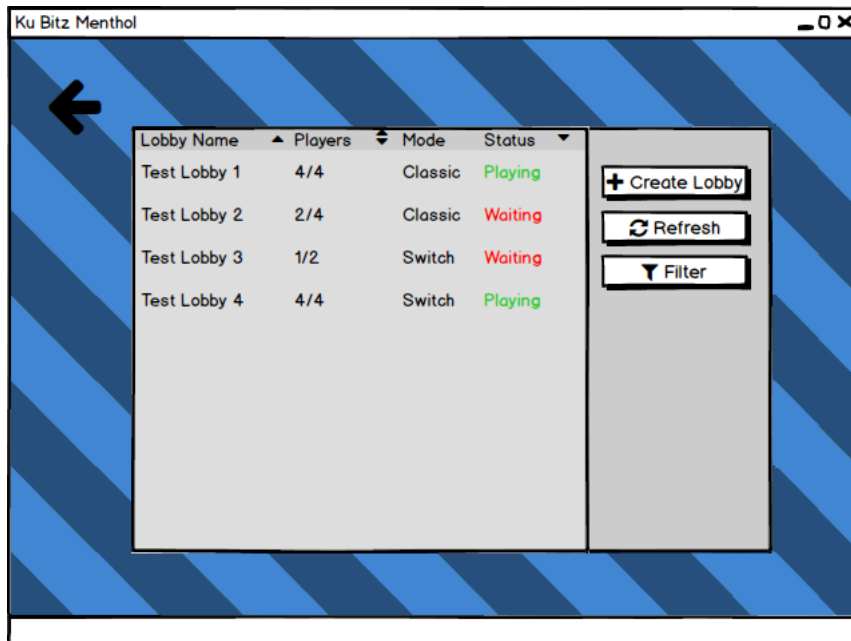 Ku Bitz Menthol
Lobby Name Players Mode Status
Test Lobby 1 4/4 Classic Playing
Test Lobby 2 2/4 Classic Waiting
Test Lobby 3 1/2 Switch Waiting
Test Lobby 4 4/4 Switch Playing
Create Lobby
Refresh
Filter